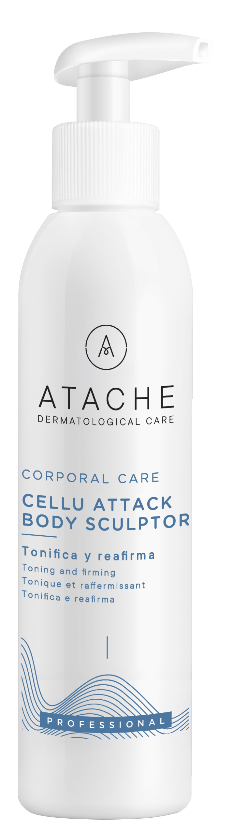 ATACHE
DERMATOLOGICAL CARE
CORPORAL CARE
CELLU ATTACK
BODY SCULPTOR
Tonifica y reafirma
Toning and firming
Tonique et raffermissant
Tonifica e reafirma
PROFESSIONAL